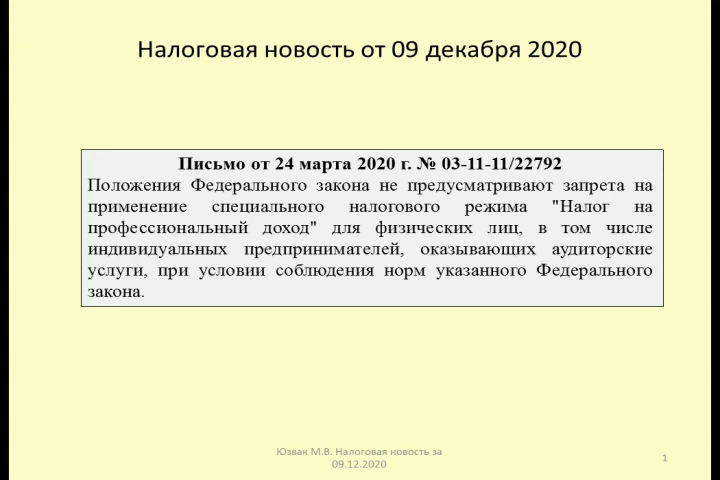 Налоговая новость от 09 декабря 2020
Письмо от 24 марта 2020 г. № 03-11-11/22792
Положения Федерального закона не предусматривают запрета на
применение специального налогового режима "Налог на
профессиональный доход" для физических лиц, в том числе
индивидуальных предпринимателей, оказывающих аудиторские
услуги, при условии соблюдения норм указанного Федерального
закона.
Юзвак М.В. Налоговая новость за
09.12.2020
1